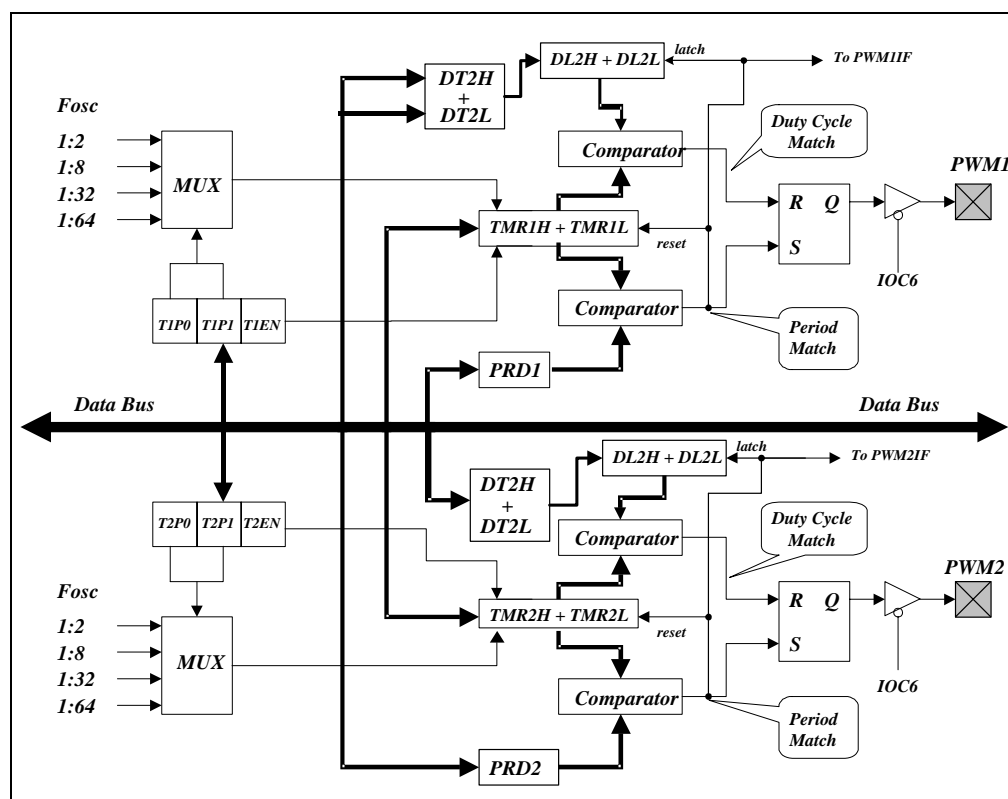 DT2H
+
DT2L
DL2H + DL2L
latch
To PWM1IF
Fosc
1:2
1:8
1:32
1:64
MUX
Comparator
Duty Cycle
Match
PWM1
TMR1H + TMR1L
reset
R Q
S
IOC6
T1P0 T1P1 T1EN
Comparator
Period
Match
PRD1
Data Bus
Data Bus
DL2H + DL2L
latch
To PWM2IF
DT2H
+
DT2L
T2P0 T2P1 T2EN
Comparator
Duty Cycle
Match
PWM2
Fosc
1:2
1:8
1:32
1:64
MUX
TMR2H + TMR2L
reset
R Q
S
IOC6
Comparator
Period
Match
PRD2